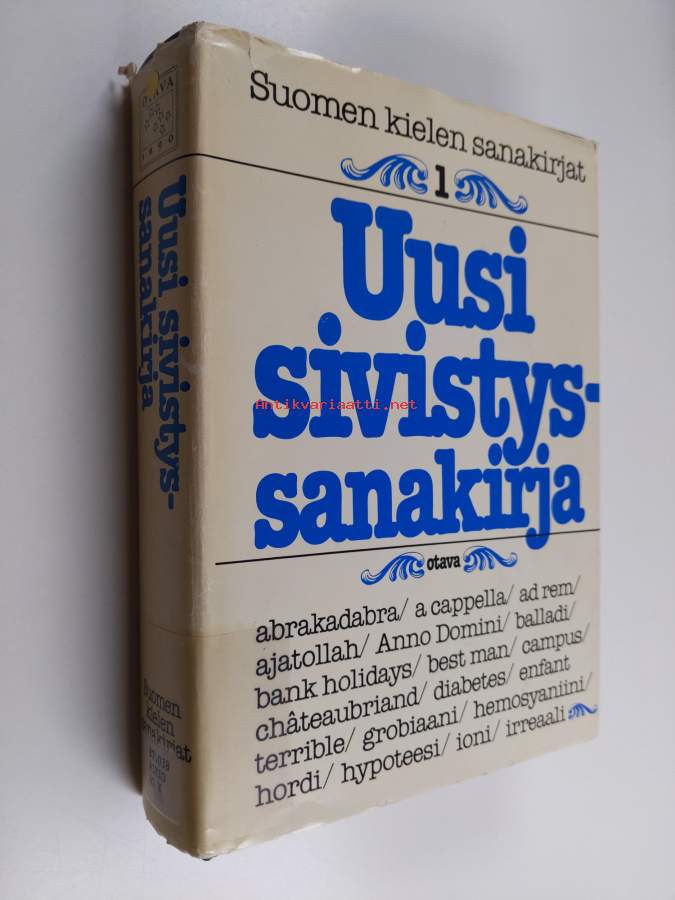 Suomen kielen sanakirjat
1
Uusi
sivistys-
sanakirja
otava
abrakadabra/ a cappella/ ad rem/
ajatollah/ Anno Domini/ balladi/
bank holidays/ best man/ campus/
châteaubriand/ diabetes/ enfant
terrible/ grobiaani/ hemosyaniini/
hordi/ hypoteesi/ ioni/ irreaali
OTAVA
1890
Uusi sivistys-
sanakirja
Suomen
kielen
sanakirjat
Antikvariaatti.net